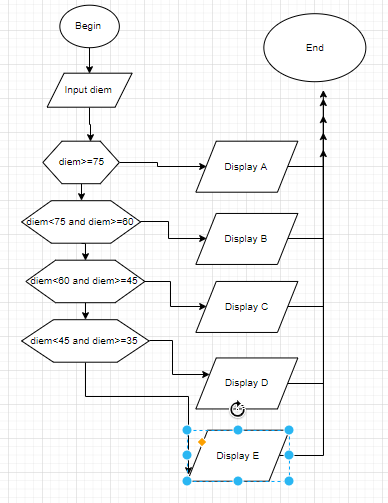 Begin
End
Input diem
diem>=75
Display A
diem<75 and diem>=60
Display B
diem<60 and diem>=45
Display C
diem<45 and diem>=35
Display D
Display E